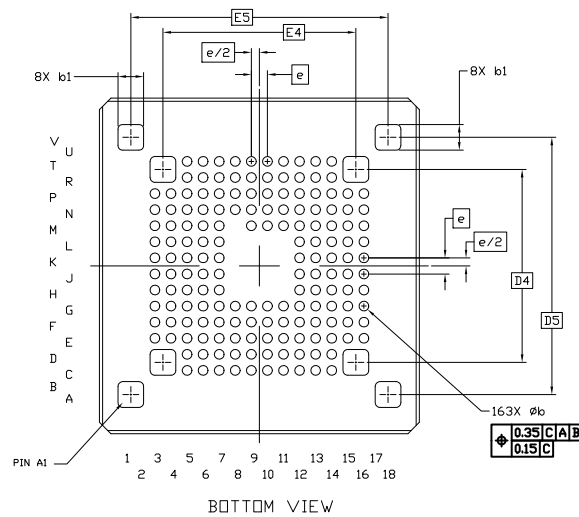 E5
E4
e/2
e
8X b1
8X b1
V
U
T
R
P
N
M
L
K
J
H
G
F
E
D
C
B
A
e
e/2
D4
D5
163X Øb
0.35 C A B
0.15 C
PIN A1
1 3 5 7 9 11 13 15 17
2 4 6 8 10 12 14 16 18
BOTTOM VIEW